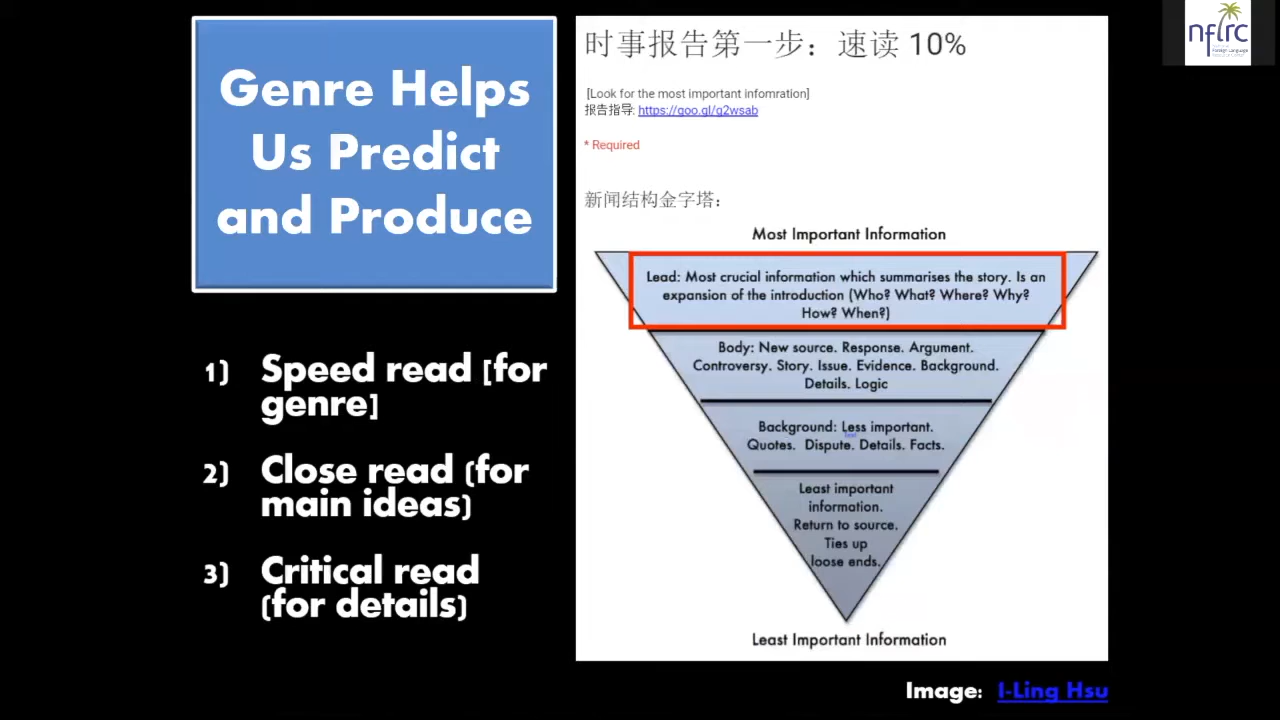 Genre Helps
Us Predict
and Produce
1) Speed read [for
genre]
2) Close read (for
main ideas)
3) Critical read
(for details)
时事报告第一步：速读 10%
[Look for the most important infomration]
报告指导: https://goo.gl/g2wsab
* Required
新闻结构金字塔：
Most Important Information
Lead: Most crucial information which summarises the story. Is an
expansion of the introduction (Who? What? Where? Why?
How? When?)
Body: New source. Response. Argument.
Controversy. Story. Issue. Evidence. Background.
Details. Logic
Background: Less important.
Quotes. Dispute. Details. Facts.
Least important
information.
Return to source.
Ties up
loose ends.
Least Important Information
Image: I-Ling Hsu
nflrc